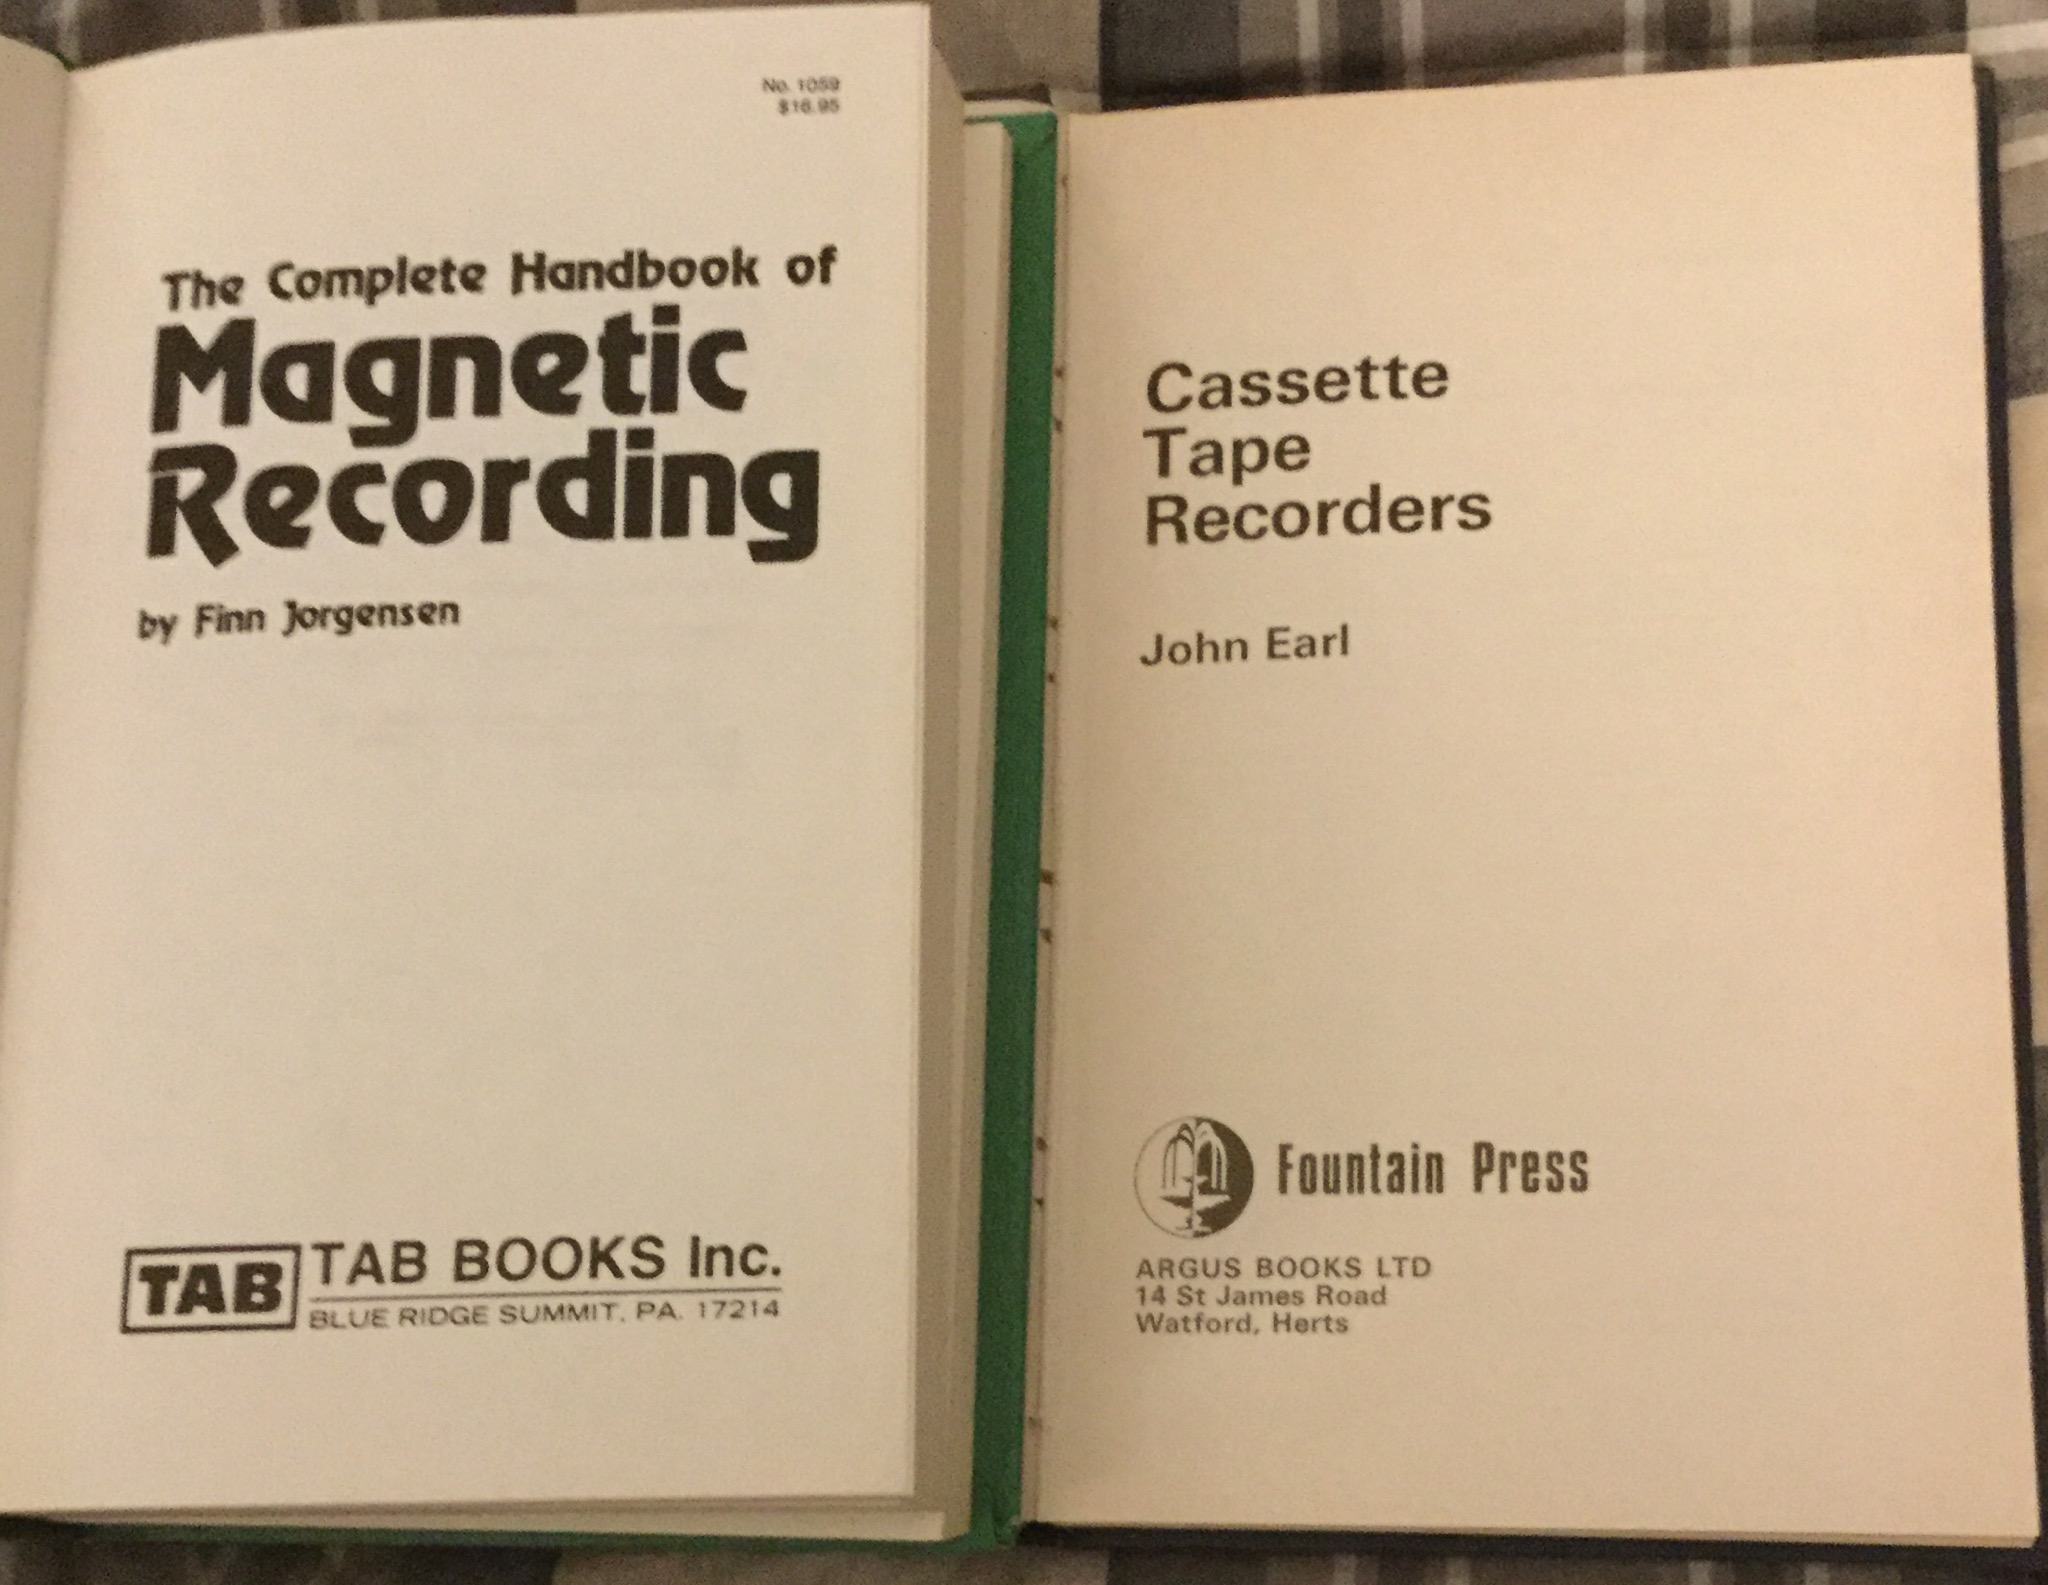 No. 1059
$16.95
The Complete Handbook of
Magnetic
Recording
by Finn Jorgensen
TAB
TAB BOOKS Inc.
BLUE RIDGE SUMMIT, PA. 17214
Cassette
Tape
Recorders
John Earl
Fountain Press
ARGUS BOOKS LTD
14 St James Road
Watford, Herts